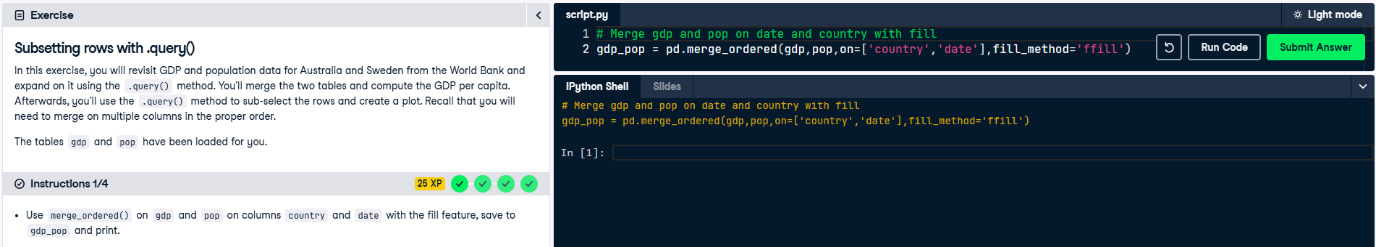 Exercise
Subsetting rows with .query()
In this exercise, you will revisit GDP and population data for Australia and Sweden from the World Bank and
expand on it using the .query() method. You'll merge the two tables and compute the GDP per capita.
Afterwards, you'll use the .query() method to sub-select the rows and create a plot. Recall that you will
need to merge on multiple columns in the proper order.
The tables gdp and pop have been loaded for you.
Instructions 1/4
25 XP
• Use merge_ordered() on gdp and pop on columns country and date with the fill feature, save to
gdp_pop and print.
script.py
Light mode
1 # Merge gdp and pop on date and country with fill
2 gdp_pop = pd.merge_ordered(gdp,pop,on=['country','date'],fill_method='ffill')
Run Code
Submit Answer
IPython Shell
Slides
# Merge gdp and pop on date and country with fill
gdp_pop = pd.merge_ordered(gdp,pop,on=['country','date'],fill_method='ffill')
In [1]: